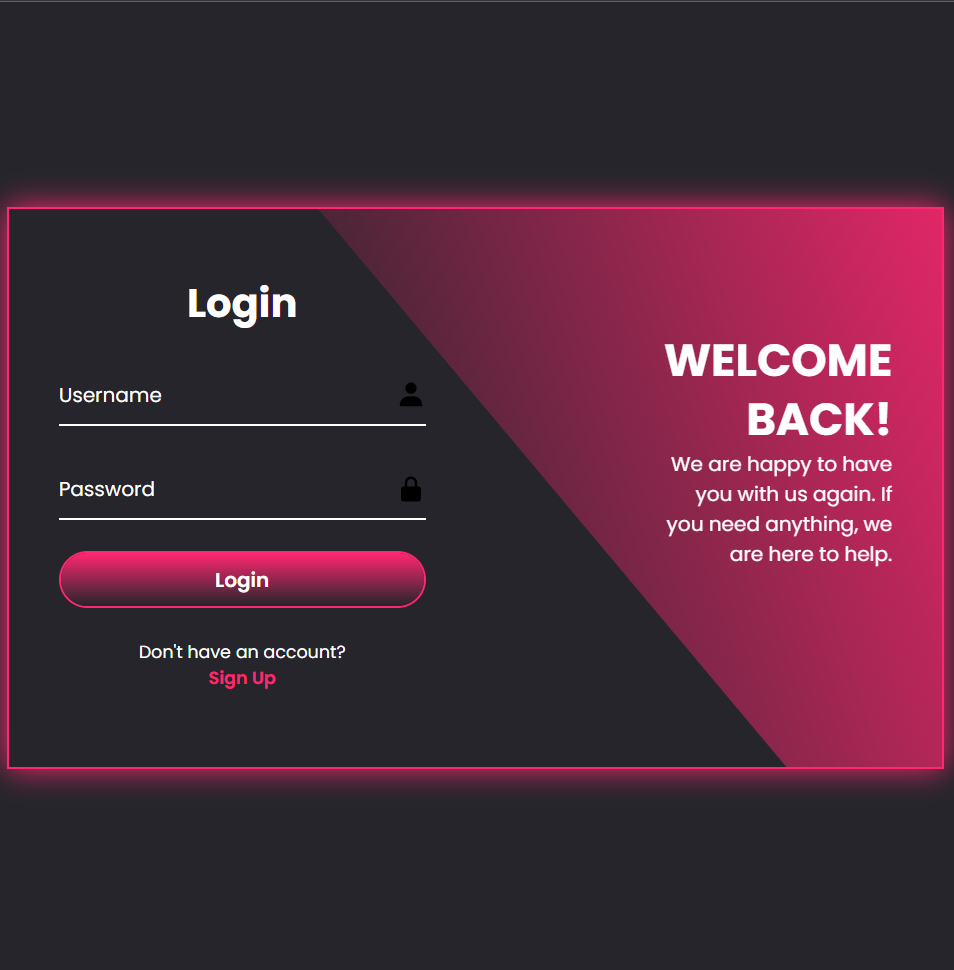 Login
Username
Password
Login
Don't have an account?
Sign Up
WELCOME
BACK!
We are happy to have
you with us again. If
you need anything, we
are here to help.